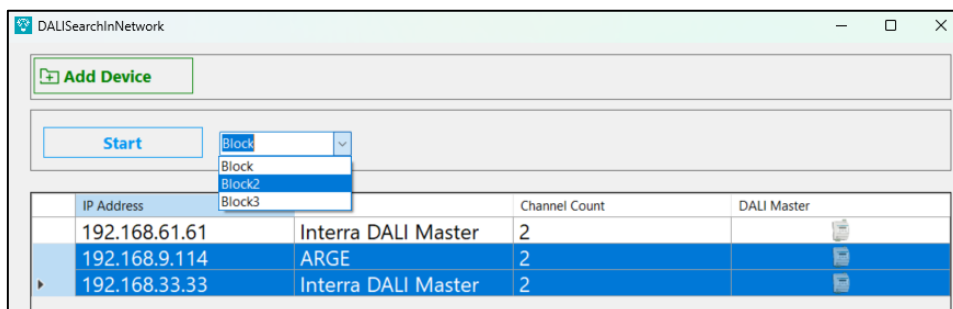 DALISearchInNetwork
Add Device
Start Block
Block
Block2
Block3
IP Address Channel Count DALI Master
192.168.61.61 Interra DALI Master 2
192.168.9.114 ARGE 2
192.168.33.33 Interra DALI Master 2